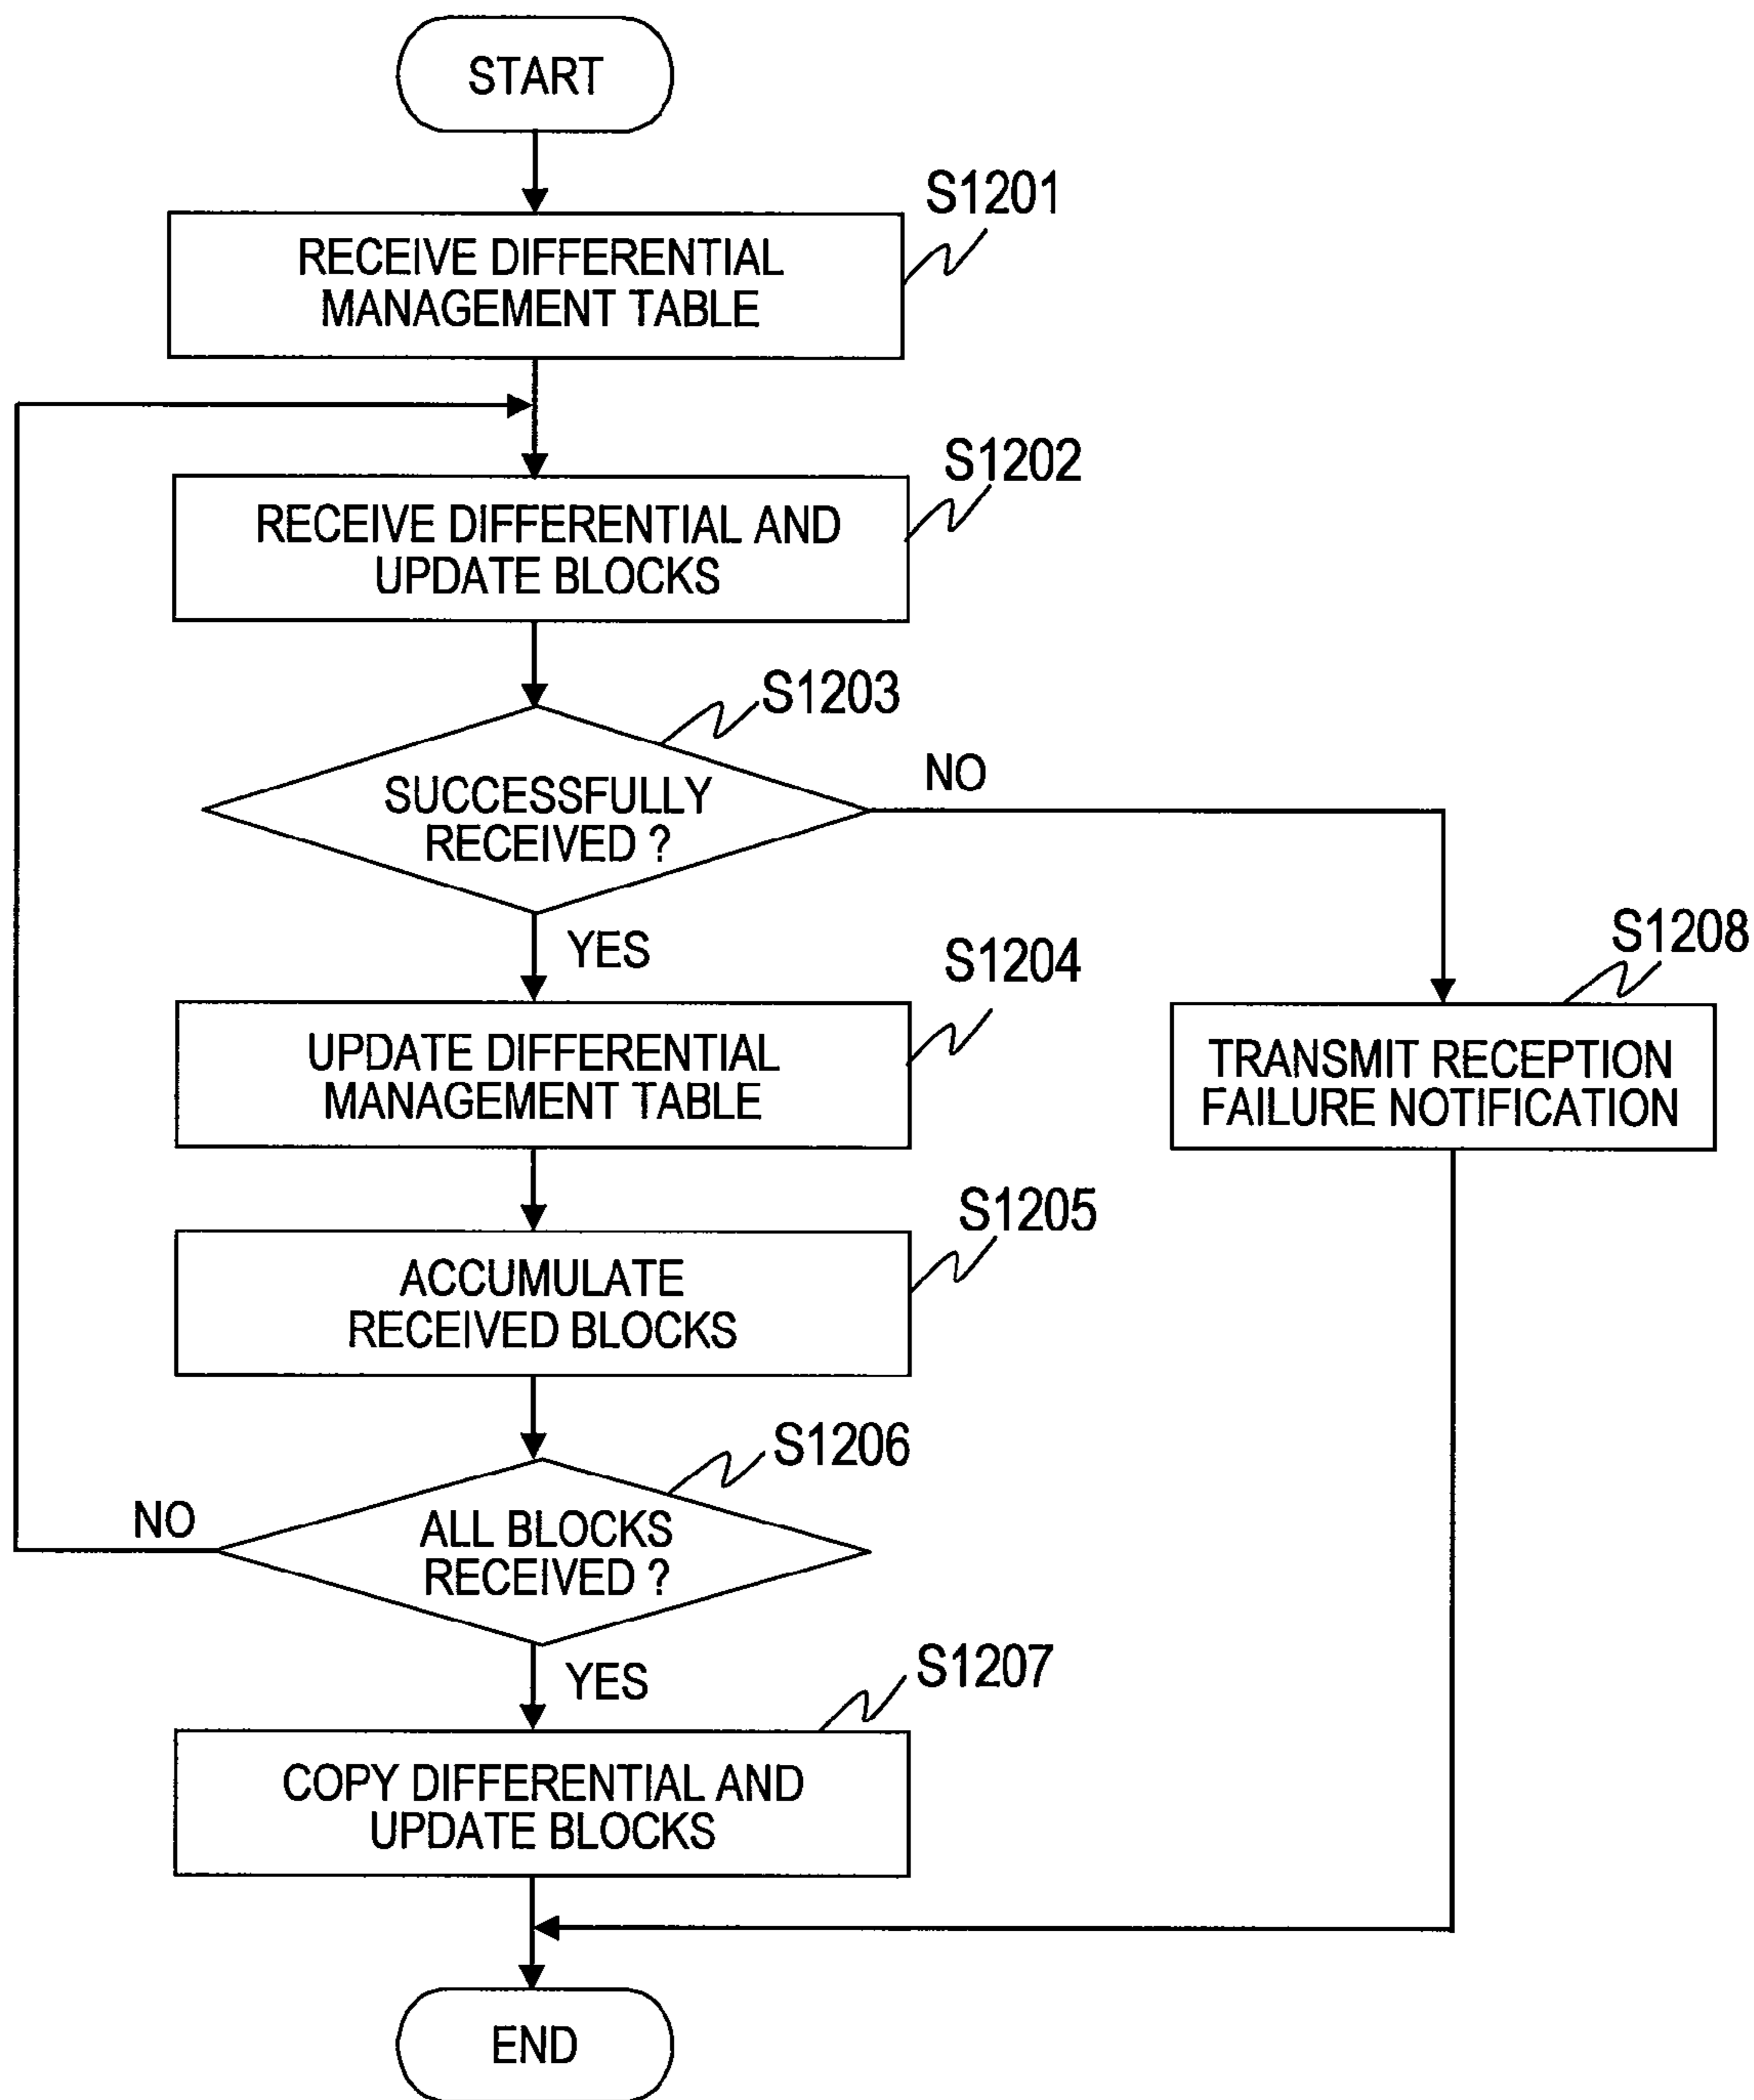 START
S1201
RECEIVE DIFFERENTIAL
MANAGEMENT TABLE
S1202
RECEIVE DIFFERENTIAL AND
UPDATE BLOCKS
S1203
SUCCESSFULLY
RECEIVED ?
NO
YES
S1204
UPDATE DIFFERENTIAL
MANAGEMENT TABLE
S1208
TRANSMIT RECEPTION
FAILURE NOTIFICATION
S1205
ACCUMULATE
RECEIVED BLOCKS
S1206
ALL BLOCKS
RECEIVED ?
NO
YES
S1207
COPY DIFFERENTIAL AND
UPDATE BLOCKS
END